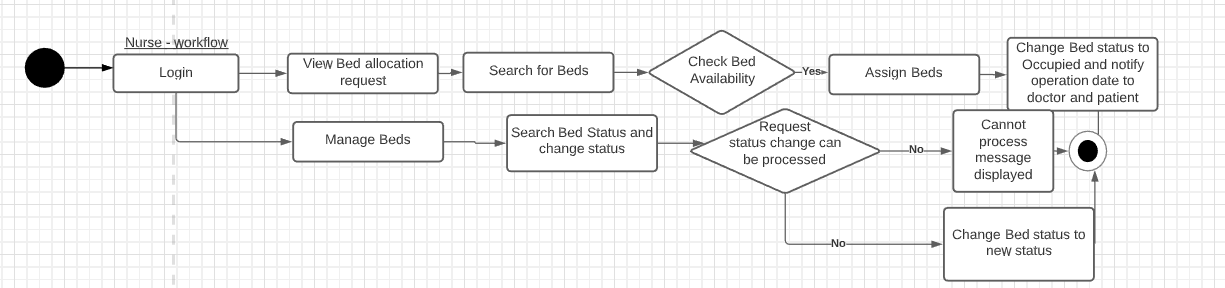 Nurse - workflow
Login
View Bed allocation
request
Search for Beds
Check Bed
Availability
Yes
Assign Beds
Change Bed status to
Occupied and notify
operation date to
doctor and patient
Manage Beds
Search Bed Status and
change status
Request
status change can
be processed
No
Cannot
process
message
displayed
No
Change Bed status to
new status